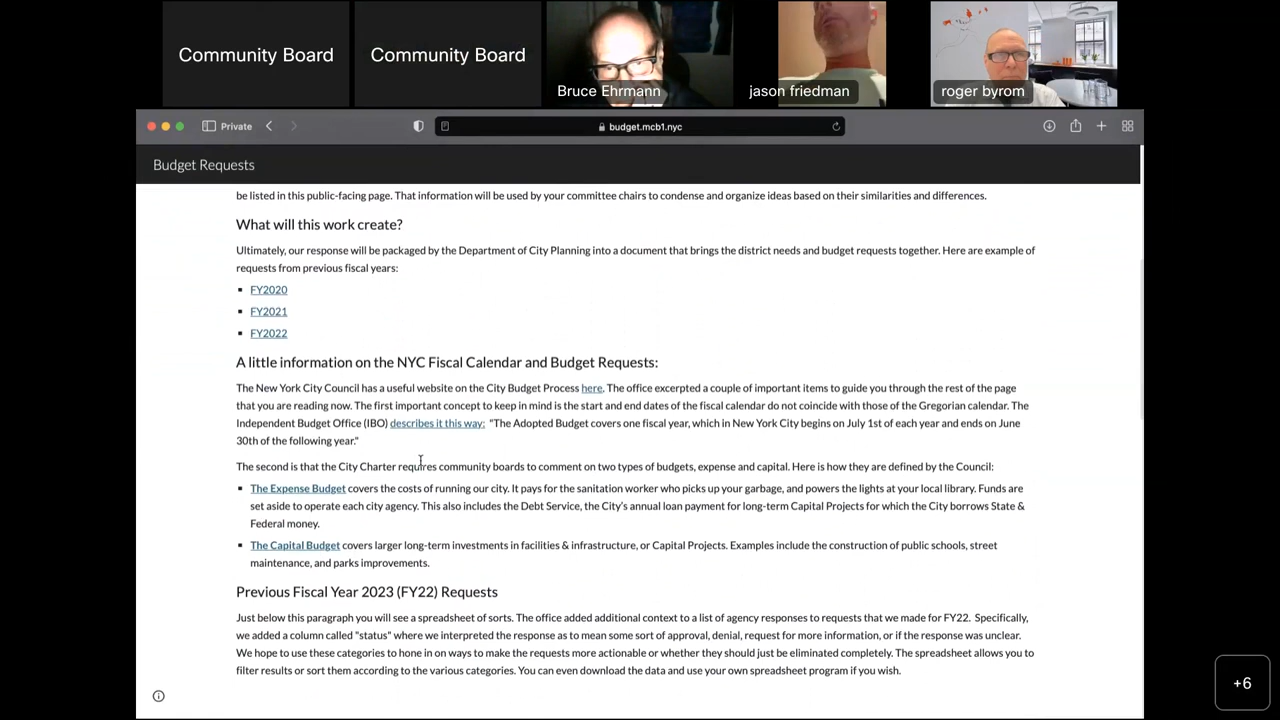 Community Board
Community Board
Bruce Ehrmann
jason friedman
roger byrom
Private
budget.mcb1.nyc
Budget Requests
be listed in this public-facing page. That information will be used by your committee chairs to condense and organize ideas based on their similarities and differences.
What will this work create?
Ultimately, our response will be packaged by the Department of City Planning into a document that brings the district needs and budget requests together. Here are example of
requests from previous fiscal years:
FY2020
FY2021
FY2022
A little information on the NYC Fiscal Calendar and Budget Requests:
The New York City Council has a useful website on the City Budget Process here. The office excerpted a couple of important items to guide you through the rest of the page
that you are reading now. The first important concept to keep in mind is the start and end dates of the fiscal calendar do not coincide with those of the Gregorian calendar. The
Independent Budget Office (IBO) describes it this way: "The Adopted Budget covers one fiscal year, which in New York City begins on July 1st of each year and ends on June
30th of the following year."
The second is that the City Charter requires community boards to comment on two types of budgets, expense and capital. Here is how they are defined by the Council:
The Expense Budget covers the costs of running our city. It pays for the sanitation worker who picks up your garbage, and powers the lights at your local library. Funds are
set aside to operate each city agency. This also includes the Debt Service, the City's annual loan payment for long-term Capital Projects for which the City borrows State &
Federal money.
The Capital Budget covers larger long-term investments in facilities & infrastructure, or Capital Projects. Examples include the construction of public schools, street
maintenance, and parks improvements.
Previous Fiscal Year 2023 (FY22) Requests
Just below this paragraph you will see a spreadsheet of sorts. The office added additional context to a list of agency responses to requests that we made for FY22. Specifically,
we added a column called "status" where we interpreted the response as to mean some sort of approval, denial, request for more information, or if the response was unclear.
We hope to use these categories to hone in on ways to make the requests more actionable or whether they should just be eliminated completely. The spreadsheet allows you to
filter results or sort them according to the various categories. You can even download the data and use your own spreadsheet program if you wish.
+6